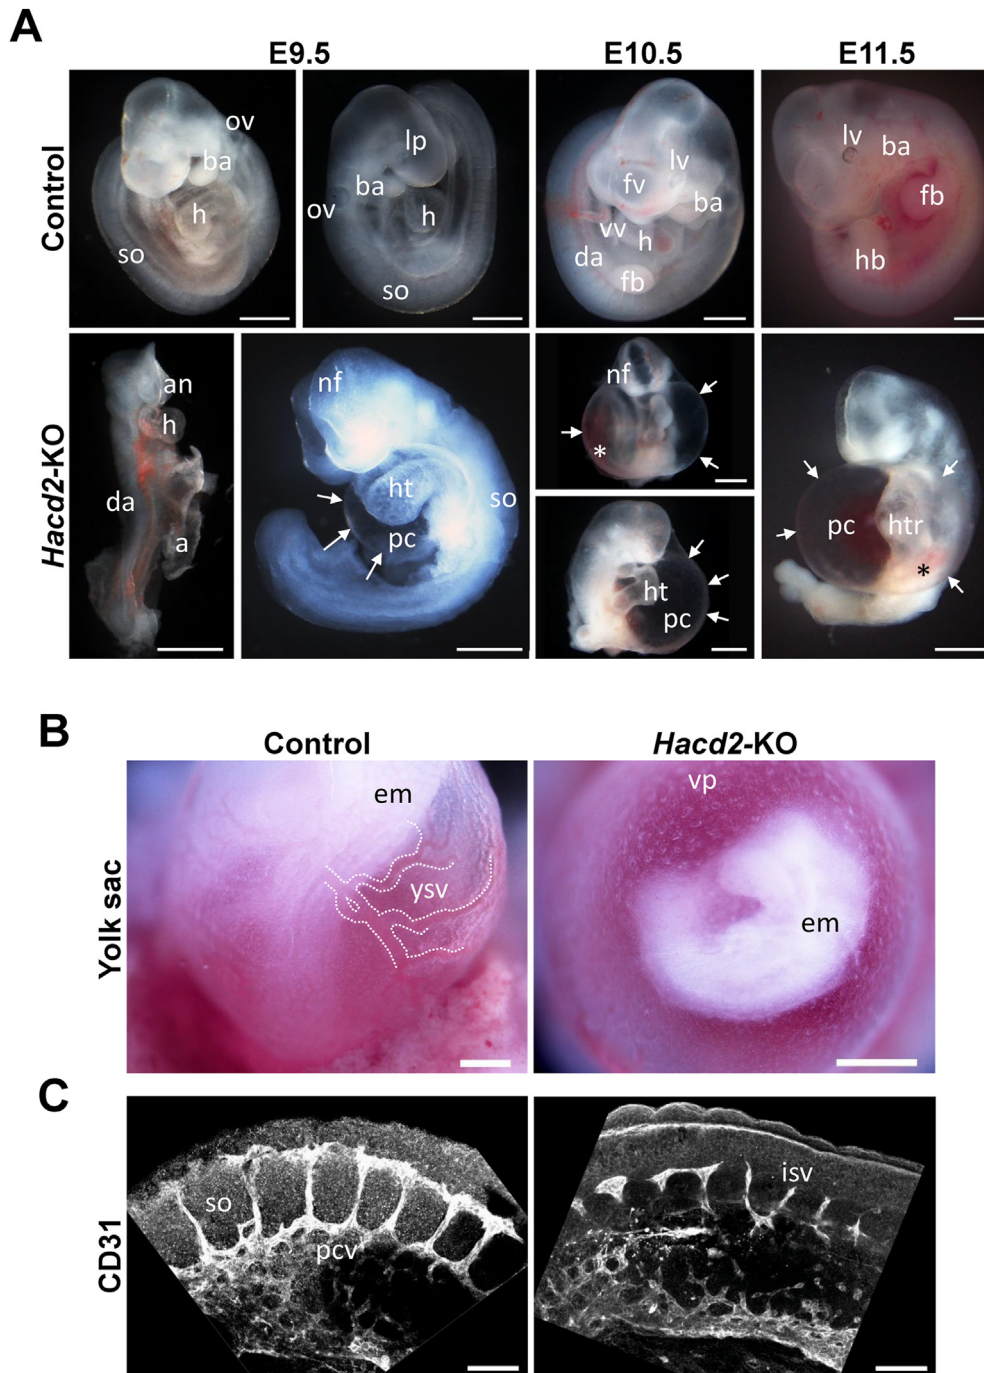 A
E9.5 E10.5 E11.5
Control
ov
ba
h
so
lp
ba
ov
h
so
lv
fv
ba
vv
h
da
fb
lv
ba
fb
hb
Hacd2-KO
an
h
da
a
nf
ht
so
pc
nf
*
ht
pc
pc
htr
*
B
Control Hacd2-KO
Yolk sac
em
ysv
vp
em
C
CD31
so
pcv
isv